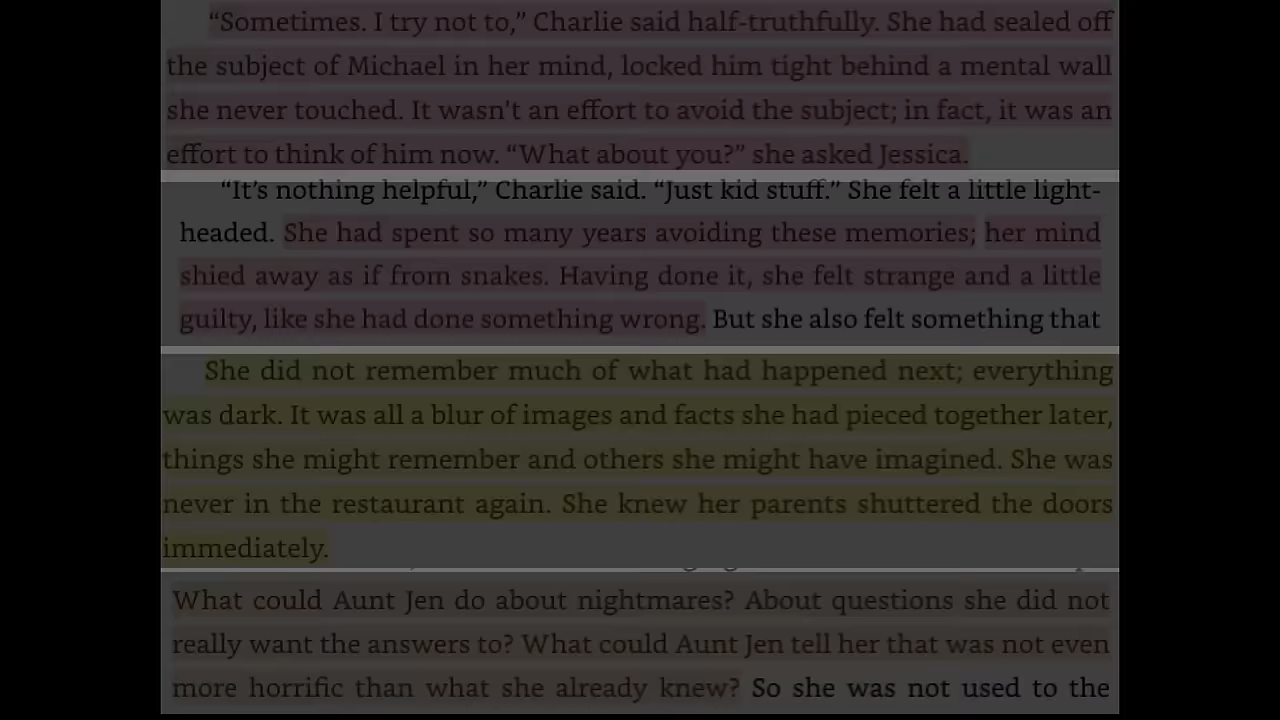 “Sometimes. I try not to,” Charlie said half-truthfully. She had sealed off
the subject of Michael in her mind, locked him tight behind a mental wall
she never touched. It wasn't an effort to avoid the subject; in fact, it was an
effort to think of him now. “What about you?” she asked Jessica.
“It’s nothing helpful,” Charlie said. “Just kid stuff.” She felt a little light-
headed. She had spent so many years avoiding these memories; her mind
shied away as if from snakes. Having done it, she felt strange and a little
guilty, like she had done something wrong. But she also felt something that
She did not remember much of what had happened next; everything
was dark. It was all a blur of images and facts she had pieced together later,
things she might remember and others she might have imagined. She was
never in the restaurant again. She knew her parents shuttered the doors
immediately.
What could Aunt Jen do about nightmares? About questions she did not
really want the answers to? What could Aunt Jen tell her that was not even
more horrific than what she already knew? So she was not used to the